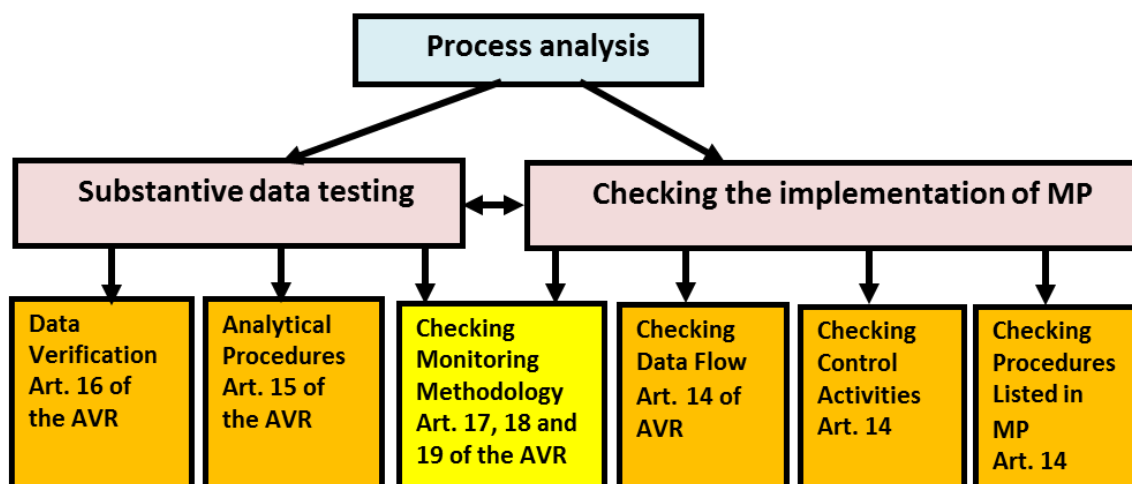 Process analysis
Substantive data testing
Checking the implementation of MP
Data
Verification
Art. 16 of
the AVR
Analytical
Procedures
Art. 15 of
the AVR
Checking
Monitoring
Methodology
Art. 17, 18 and
19 of the AVR
Checking
Data Flow
Art. 14 of
AVR
Checking
Control
Activities
Art. 14
Checking
Procedures
Listed in
MP
Art. 14